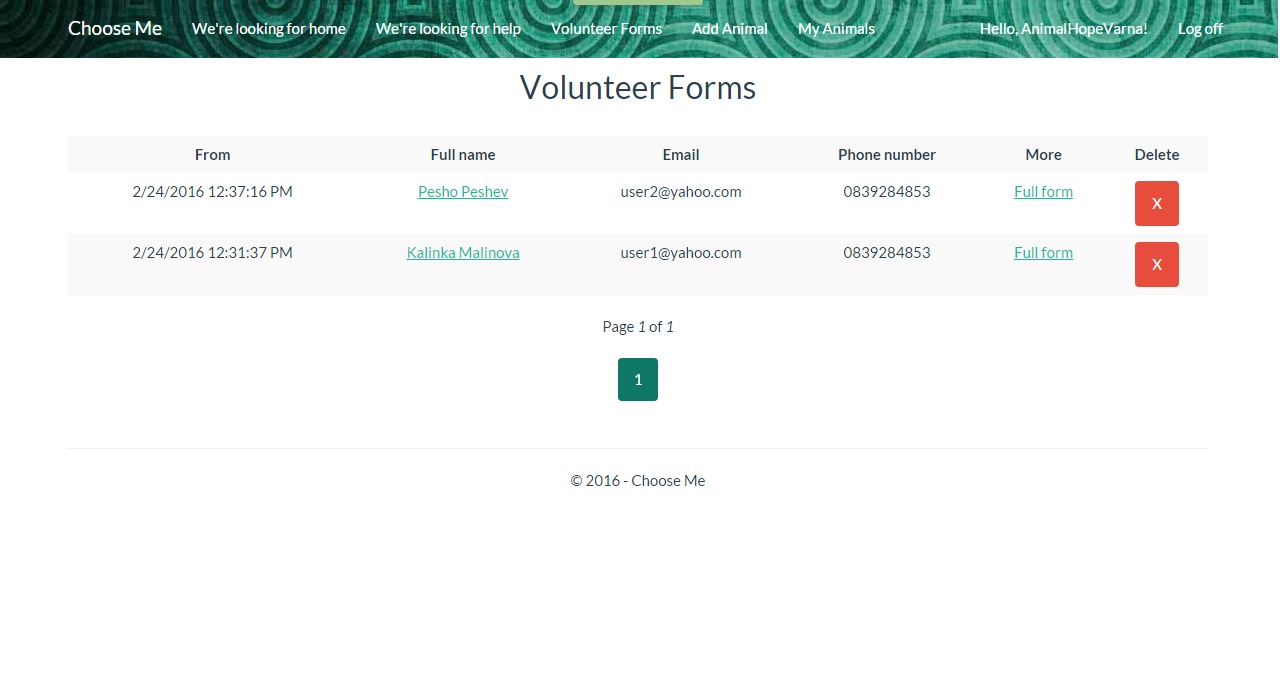 Choose Me We're looking for home We're looking for help Volunteer Forms Add Animal My Animals Hello, AnimalHopeVarna! Log off
Volunteer Forms
From Full name Email Phone number More Delete
2/24/2016 12:37:16 PM Pesho Peshev user2@yahoo.com 0839284853 Full form X
2/24/2016 12:31:37 PM Kalinka Malinova user1@yahoo.com 0839284853 Full form X
Page 1 of 1
1
© 2016 - Choose Me